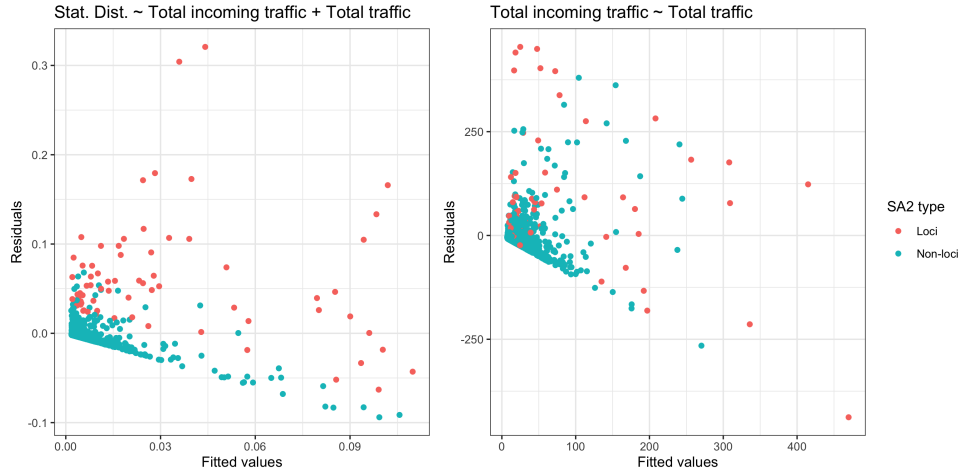 Stat. Dist. ~ Total incoming traffic + Total traffic
0.3
0.2
0.1
0.0
-0.1
Residuals
0.00
0.03
0.06
0.09
Fitted values
Total incoming traffic ~ Total traffic
250
0
-250
Residuals
0
100
200
300
400
Fitted values
SA2 type
Loci
Non-loci